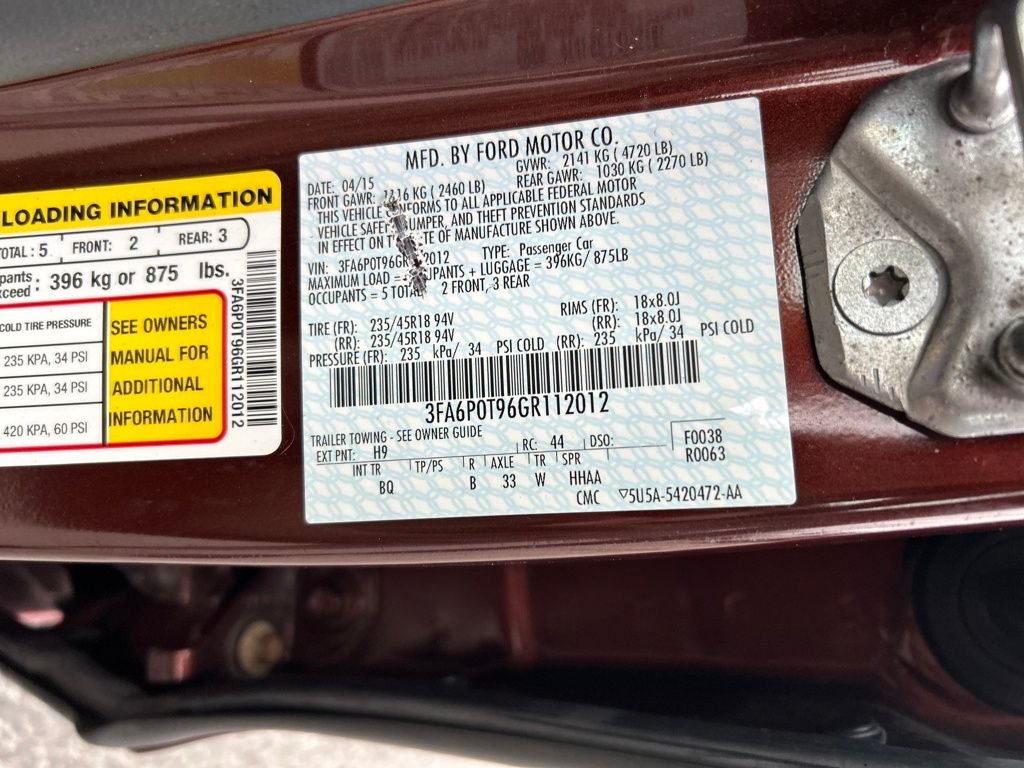 LOADING INFORMATION
TOTAL : 5 FRONT: 2 REAR: 3
396 kg or 875 lbs.
COLD TIRE PRESSURE
235 KPA, 34 PSI
235 KPA, 34 PSI
420 KPA, 60 PSI
SEE OWNERS
MANUAL FOR
ADDITIONAL
INFORMATION
3FA6P0T96GR112012
MFD. BY FORD MOTOR CO.
DATE: 04/15 GVWR: 2141 KG ( 4720 LB)
FRONT GAWR: 1116 KG ( 2460 LB) REAR GAWR: 1030 KG ( 2270 LB)
THIS VEHICLE TO ALL APPLICABLE FEDERAL MOTOR
VEHICLE BUMPER, AND THEFT PREVENTION STANDARDS
IN EFFECT ON OF MANUFACTURE SHOWN ABOVE.
VIN: TYPE: Passenger Car
MAXIMUM LOAD = + LUGGAGE = 396KG/ 875LB
OCCUPANTS = 5 2 FRONT, 3 REAR
TIRE (FR): 235/45R18 94V RIMS (FR): 18x8.0J
(RR): 235/45R18 94V (RR): 18x8.0J
PRESSURE (FR): 235 kPa/ 34 PSI COLD (RR): 235 kPa/ 34 PSI COLD
3FA6P0T96GR112012
TRAILER TOWING - SEE OWNER GUIDE
EXT PNT: H9 RC: 44 DSO: F0038
R0063
INT TR TP/PS R AXLE TR SPR
BQ B 33 W HHAA
CMC ▽5U5A-5420472-AA